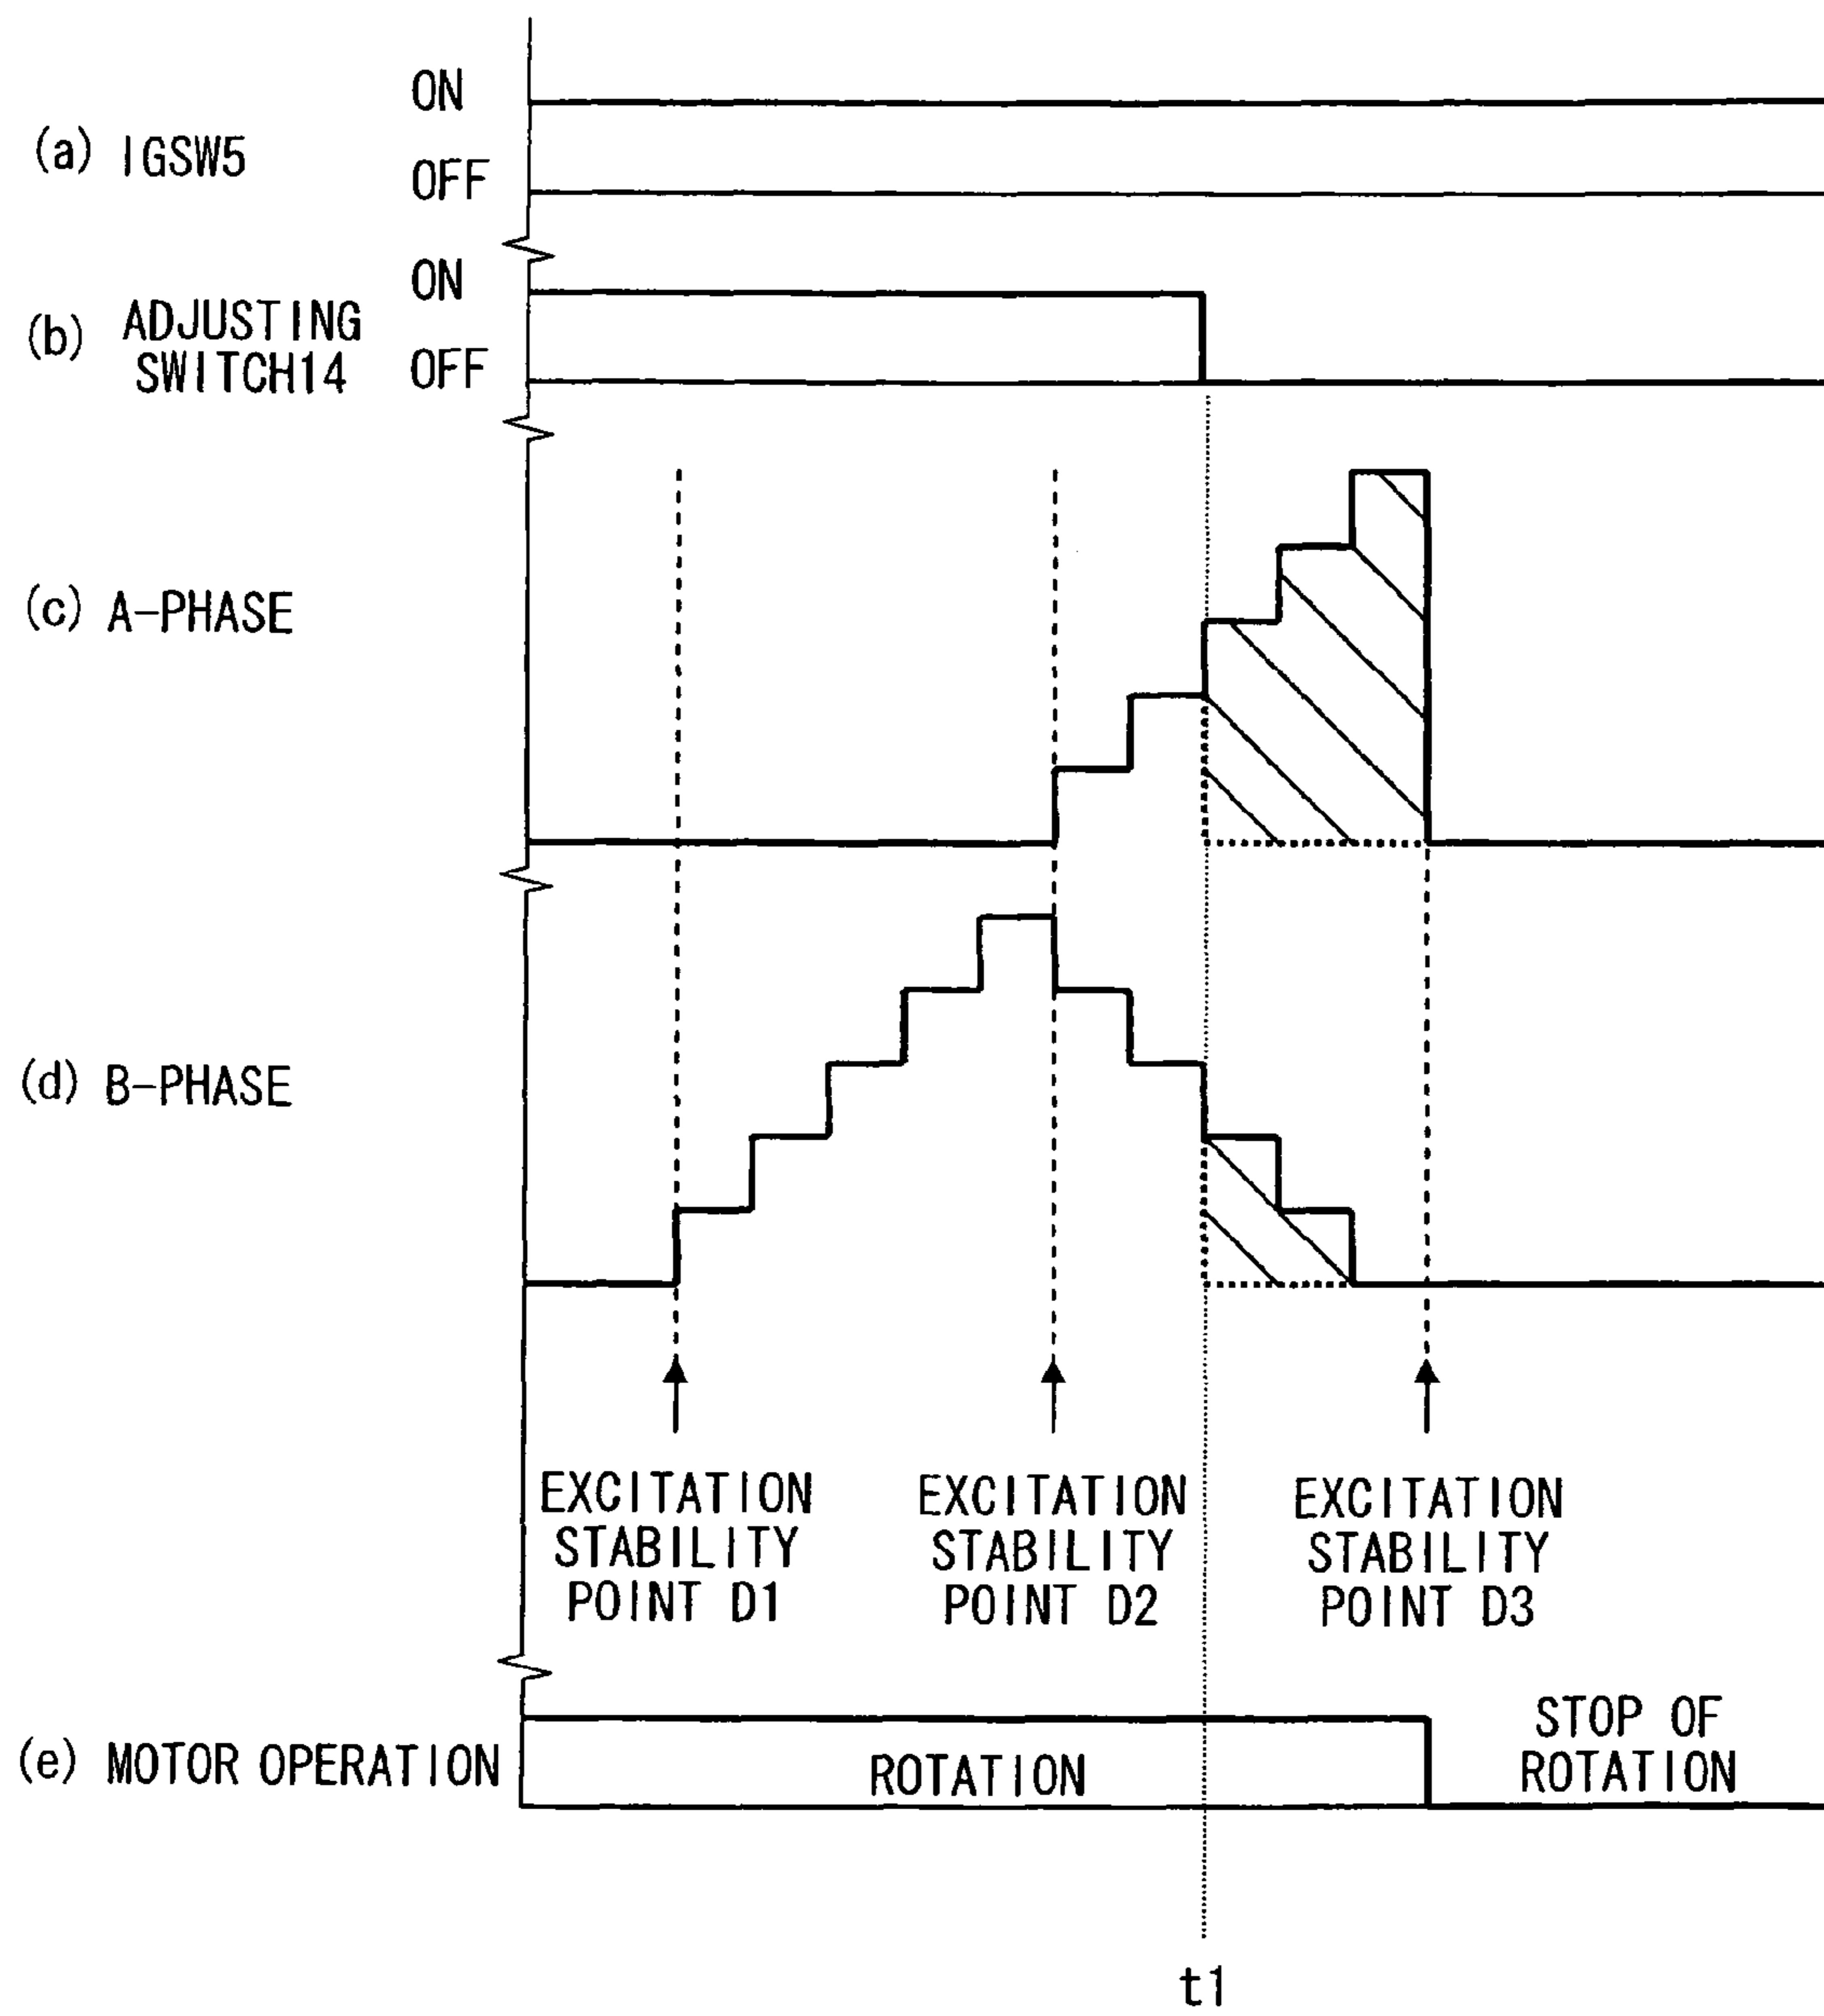 ON
(a) IGSW5
OFF
ON
(b) ADJUSTING
SWITCH14
OFF
(c) A-PHASE
(d) B-PHASE
EXCITATION
STABILITY
POINT D1
EXCITATION
STABILITY
POINT D2
EXCITATION
STABILITY
POINT D3
(e) MOTOR OPERATION
ROTATION
STOP OF
ROTATION
t1